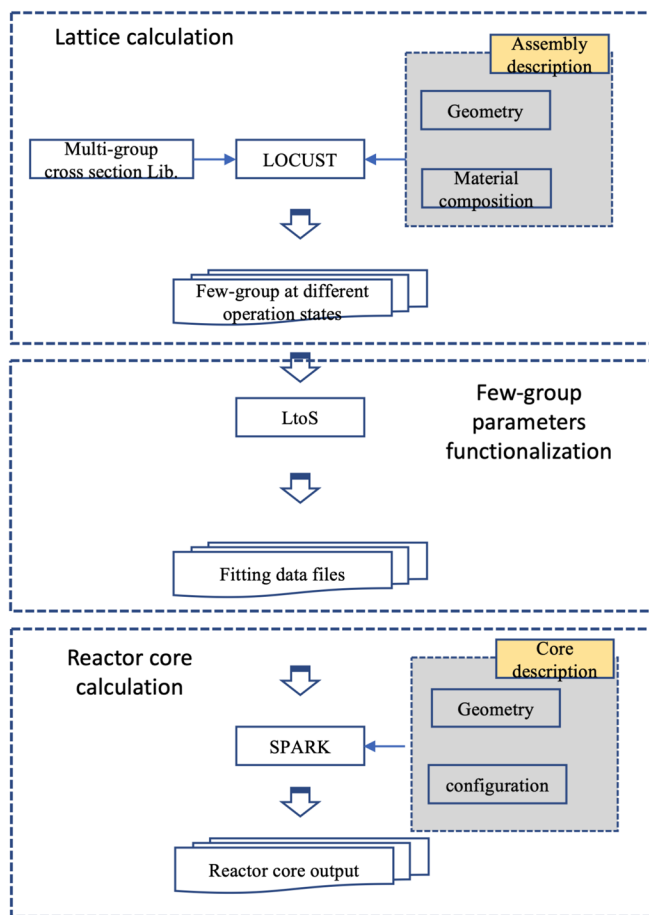 Lattice calculation
Assembly
description
Geometry
Multi-group
cross section Lib.
LOCUST
Material
composition
Few-group at different
operation states
LtoS
Few-group
parameters
functionalization
Fitting data files
Reactor core
calculation
Core
description
Geometry
SPARK
configuration
Reactor core output